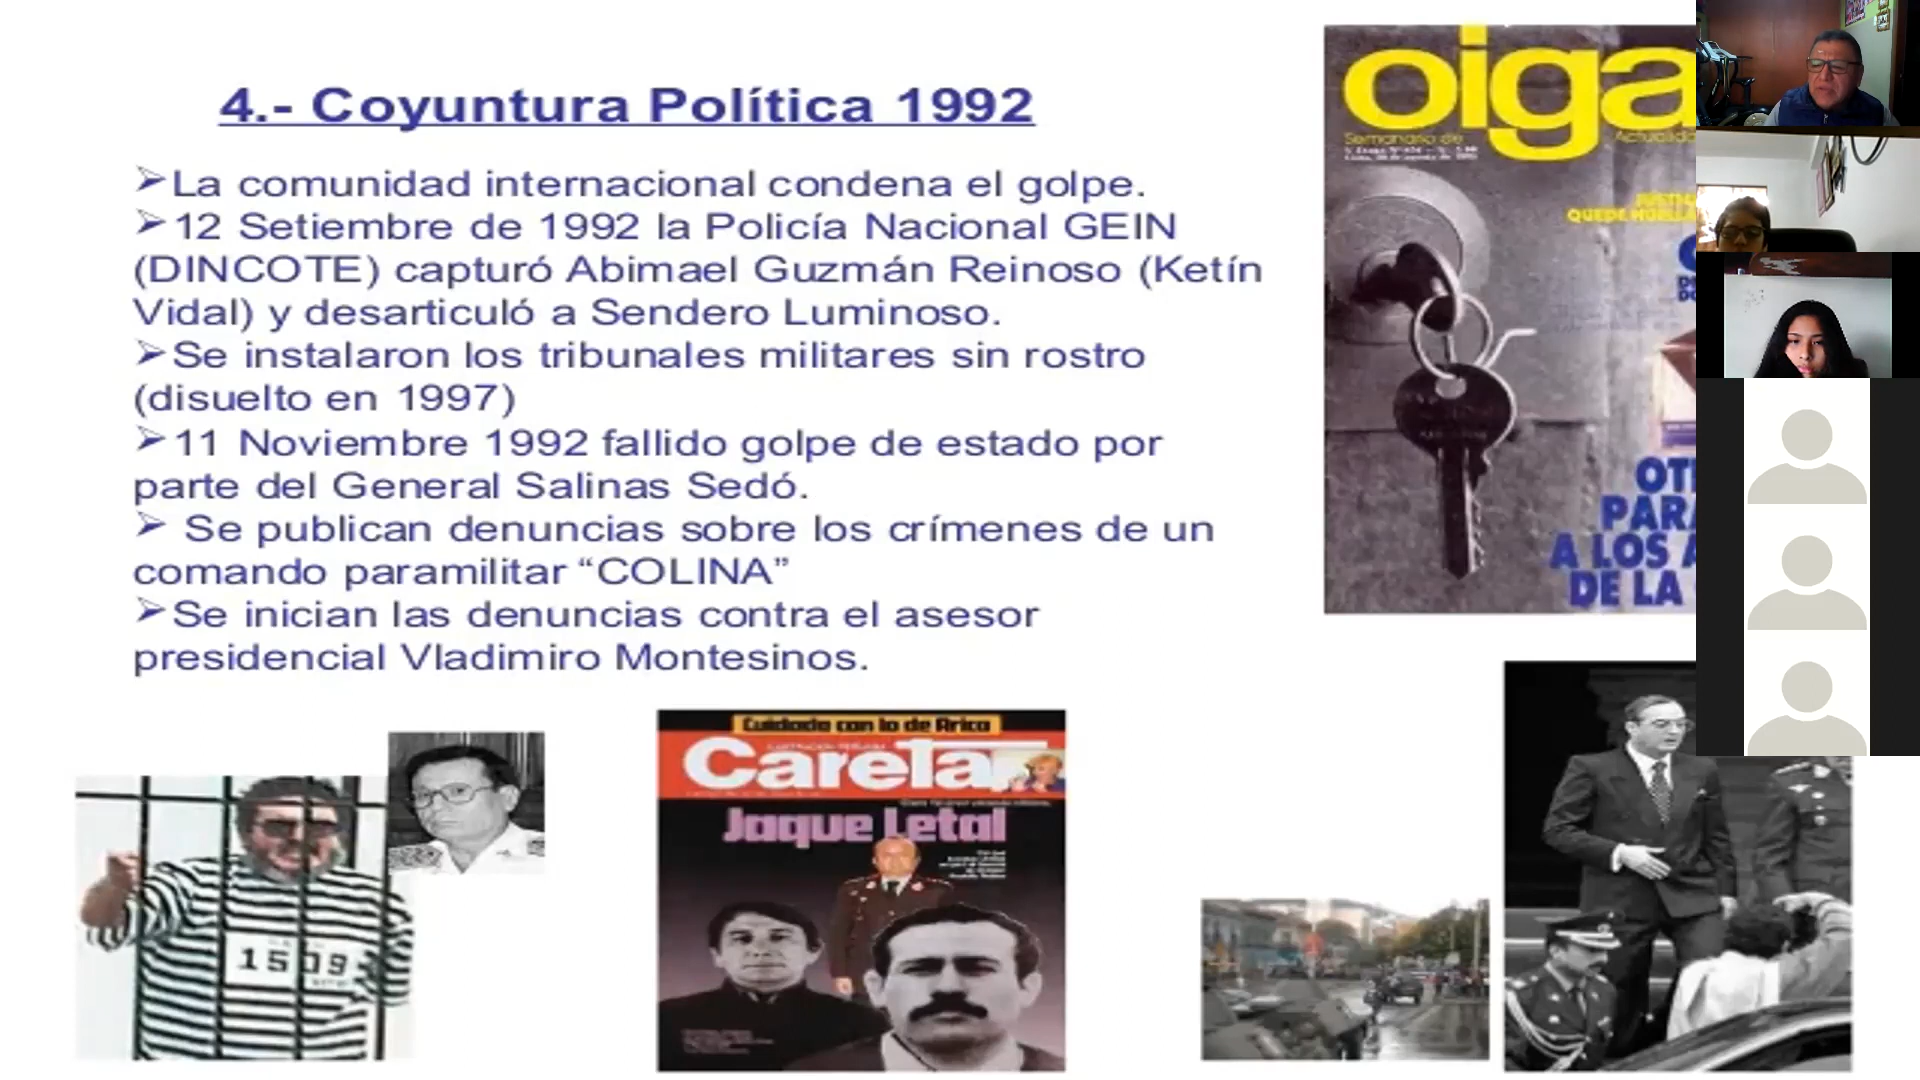 4.- Coyuntura Política 1992
➢La comunidad internacional condena el golpe.
➢12 Setiembre de 1992 la Policía Nacional GEIN
(DINCOTE) capturó Abimael Guzmán Reinoso (Ketín
Vidal) y desarticuló a Sendero Luminoso.
➢Se instalaron los tribunales militares sin rostro
(disuelto en 1997)
➢11 Noviembre 1992 fallido golpe de estado por
parte del General Salinas Sedó.
➢ Se publican denuncias sobre los crímenes de un
comando paramilitar “COLINA”
➢Se inician las denuncias contra el asesor
presidencial Vladimiro Montesinos.
oiga
Semanario de
QUEDE
PARA
A LOS A
DE LA
Cuidado con lo de Arica
Caretas
Jaque Letal
1509